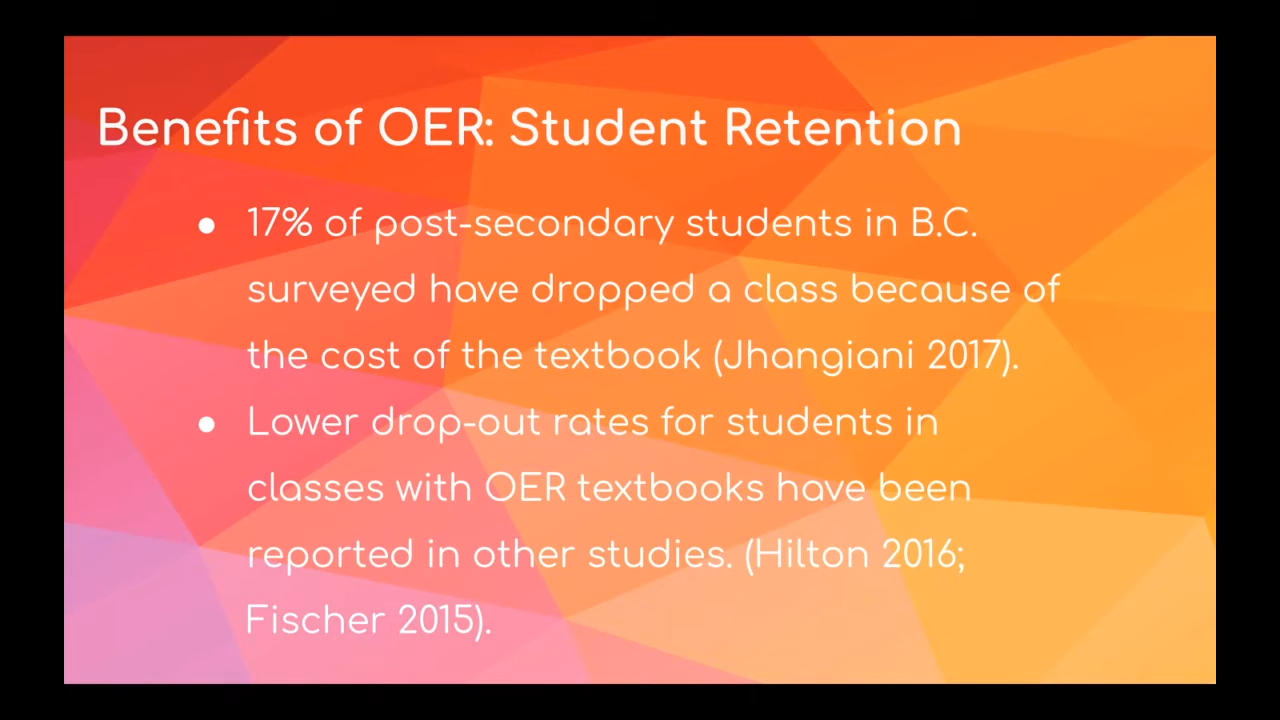 Benefits of OER: Student Retention
● 17% of post-secondary students in B.C.
surveyed have dropped a class because of
the cost of the textbook (Jhangiani 2017).
● Lower drop-out rates for students in
classes with OER textbooks have been
reported in other studies. (Hilton 2016;
Fischer 2015).